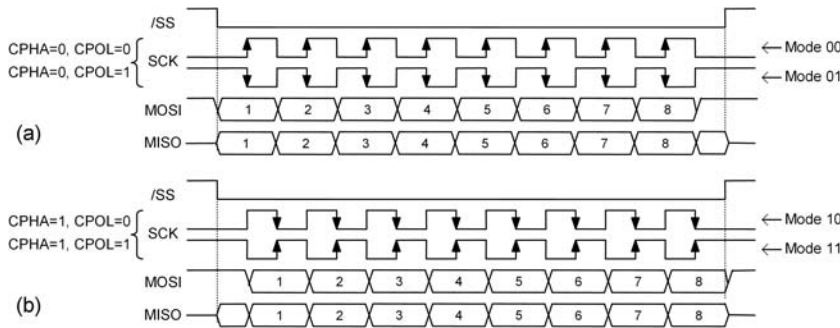 /SS
CPHA=0, CPOL=0
CPHA=0, CPOL=1
SCK
← Mode 00
← Mode 01
MOSI 1 2 3 4 5 6 7 8
(a)
MISO 1 2 3 4 5 6 7 8
/SS
CPHA=1, CPOL=0
CPHA=1, CPOL=1
SCK
← Mode 10
← Mode 11
MOSI 1 2 3 4 5 6 7 8
(b)
MISO 1 2 3 4 5 6 7 8